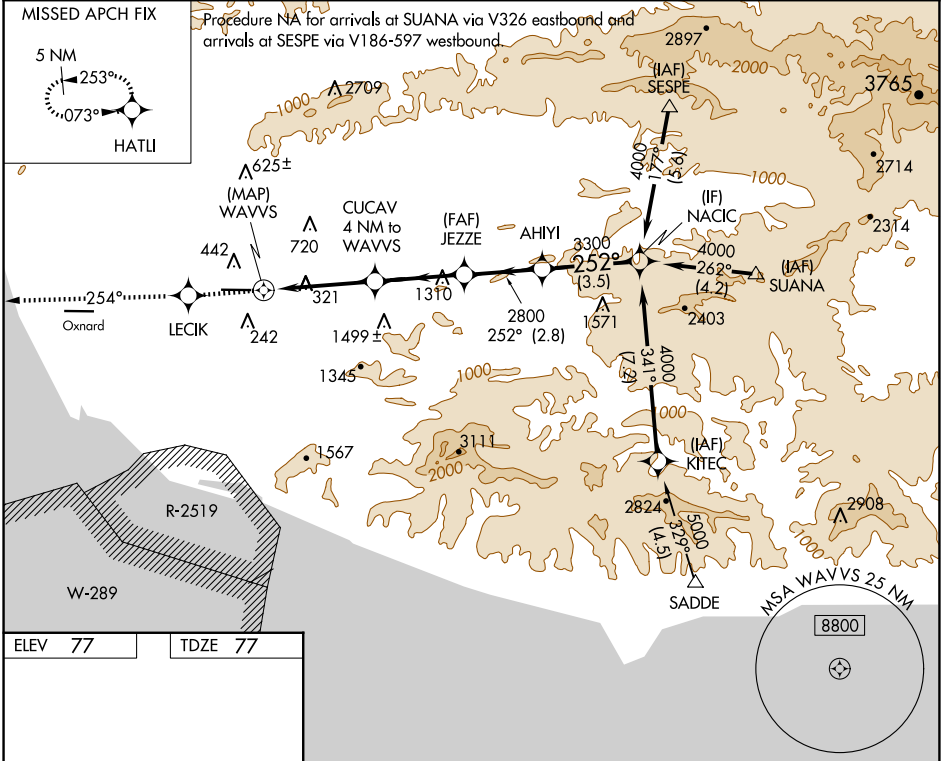 MISSED APCH FIX
5 NM
253°
073°
HATLI
Procedure NA for arrivals at SUANA via V326 eastbound and
arrivals at SESPE via V186-597 westbound.
2897
2000
(IAF)
SESPE
3765
2709
1000
4000
177°
(5.6)
2714
1000
625±
(MAP)
WAVVS
(IF)
NACIC
2314
CUCAV
4 NM to
WAVVS
(FAF)
JEZZE
AHIYI
720
442
3300
252°
(3.5)
4000
262°
(4.2)
(IAF)
SUANA
254°
Oxnard
LECIK
321
1310
2800
252° (2.8)
1571
2403
242
1499±
1345
1000
4000
341°
(7.2)
1000
(IAF)
KITEC
1567
3111
2000
2824
5000
329°
(4.5)
2908
1000
R-2519
W-289
SADDE
MSA WAVVS 25 NM
8800
ELEV 77
TDZE 77